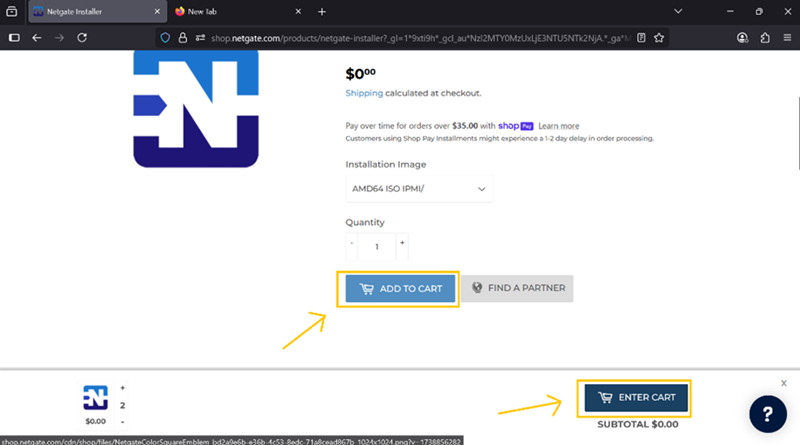 Netgate Installer
New Tab
shop.netgate.com/products/netgate-installer?_gl=1*9xti9h*_gcl_au*NzI2MTY0MzUxLjE3NTU5NTk2NjA.*_ga*M
$0⁰⁰
Shipping calculated at checkout.
Pay over time for orders over $35.00 with shop Pay Learn more
Customers using Shop Pay Installments might experience a 1-2 day delay in order processing.
Installation Image
AMD64 ISO IPMI/
Quantity
- 1 +
ADD TO CART FIND A PARTNER
?
x
+
2
-
$0.00
ENTER CART
SUBTOTAL $0.00
shop.netgate.com/cdn/shop/files/NetgateColorSquareEmblem_bd2a9e6b-e36b-4c53-8edc-71a8cread867b_1024x1024.png?v=1738856282